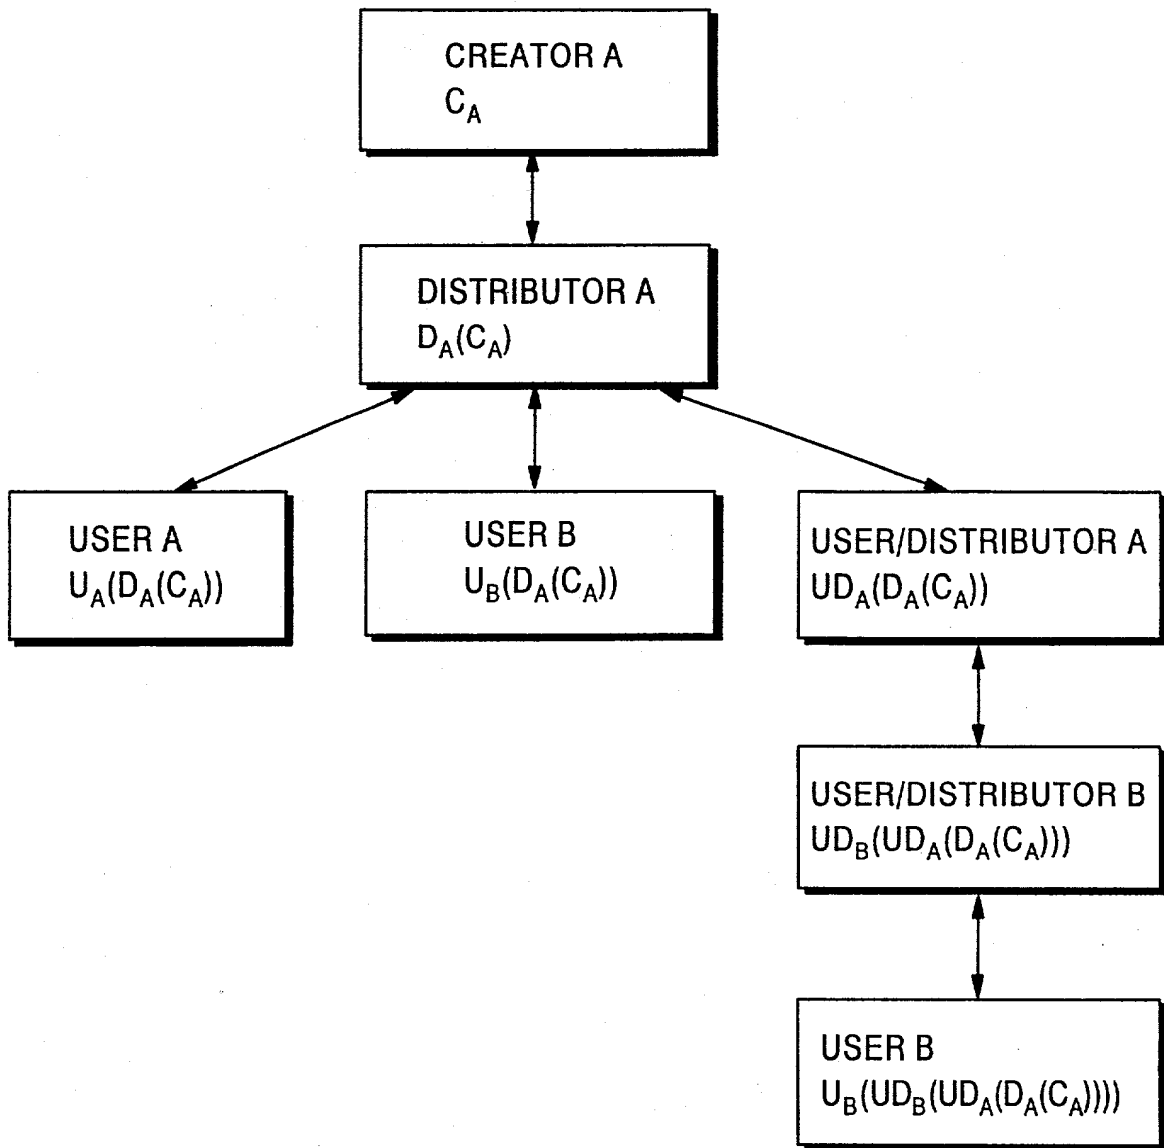 CREATOR A
C_A
DISTRIBUTOR A
D_A(C_A)
USER A
U_A(D_A(C_A))
USER B
U_B(D_A(C_A))
USER/DISTRIBUTOR A
UD_A(D_A(C_A))
USER/DISTRIBUTOR B
UD_B(UD_A(D_A(C_A)))
USER B
U_B(UD_B(UD_A(D_A(C_A))))